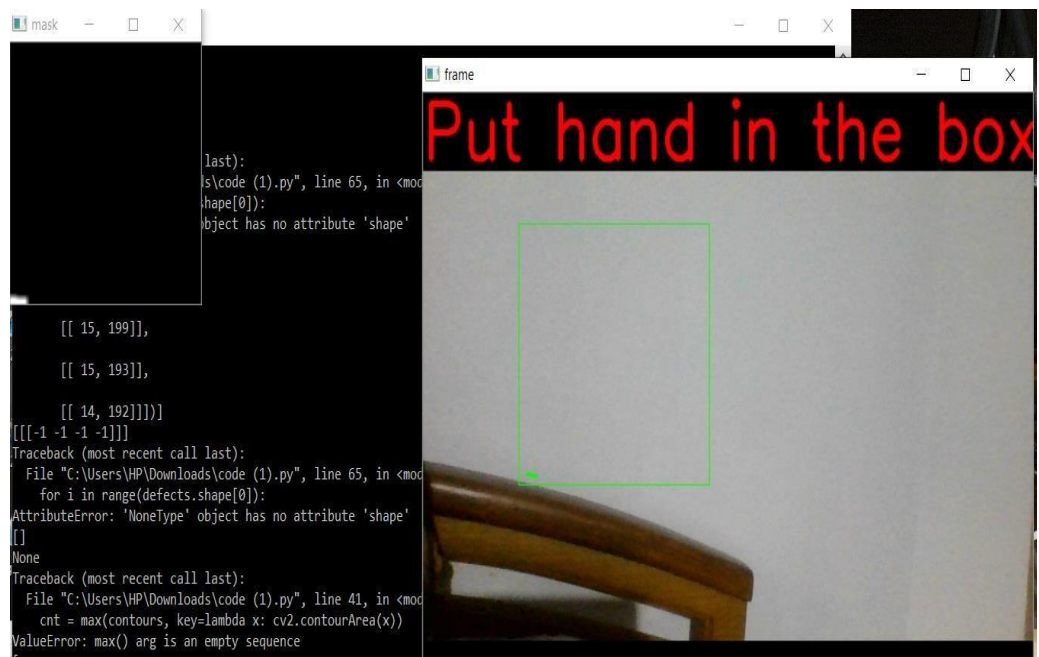 mask
frame
Put hand in the box
last):
s\code (1).py", line 65, in <mod
shape[0]):
bject has no attribute 'shape'
[[ 15, 199]],
[[ 15, 193]],
[[ 14, 192]]])]
[[[-1 -1 -1 -1]]]
Traceback (most recent call last):
File "C:\Users\HP\Downloads\code (1).py", line 65, in <mod
for i in range(defects.shape[0]):
AttributeError: 'NoneType' object has no attribute 'shape'
[]
None
Traceback (most recent call last):
File "C:\Users\HP\Downloads\code (1).py", line 41, in <mod
cnt = max(contours, key=lambda x: cv2.contourArea(x))
ValueError: max() arg is an empty sequence